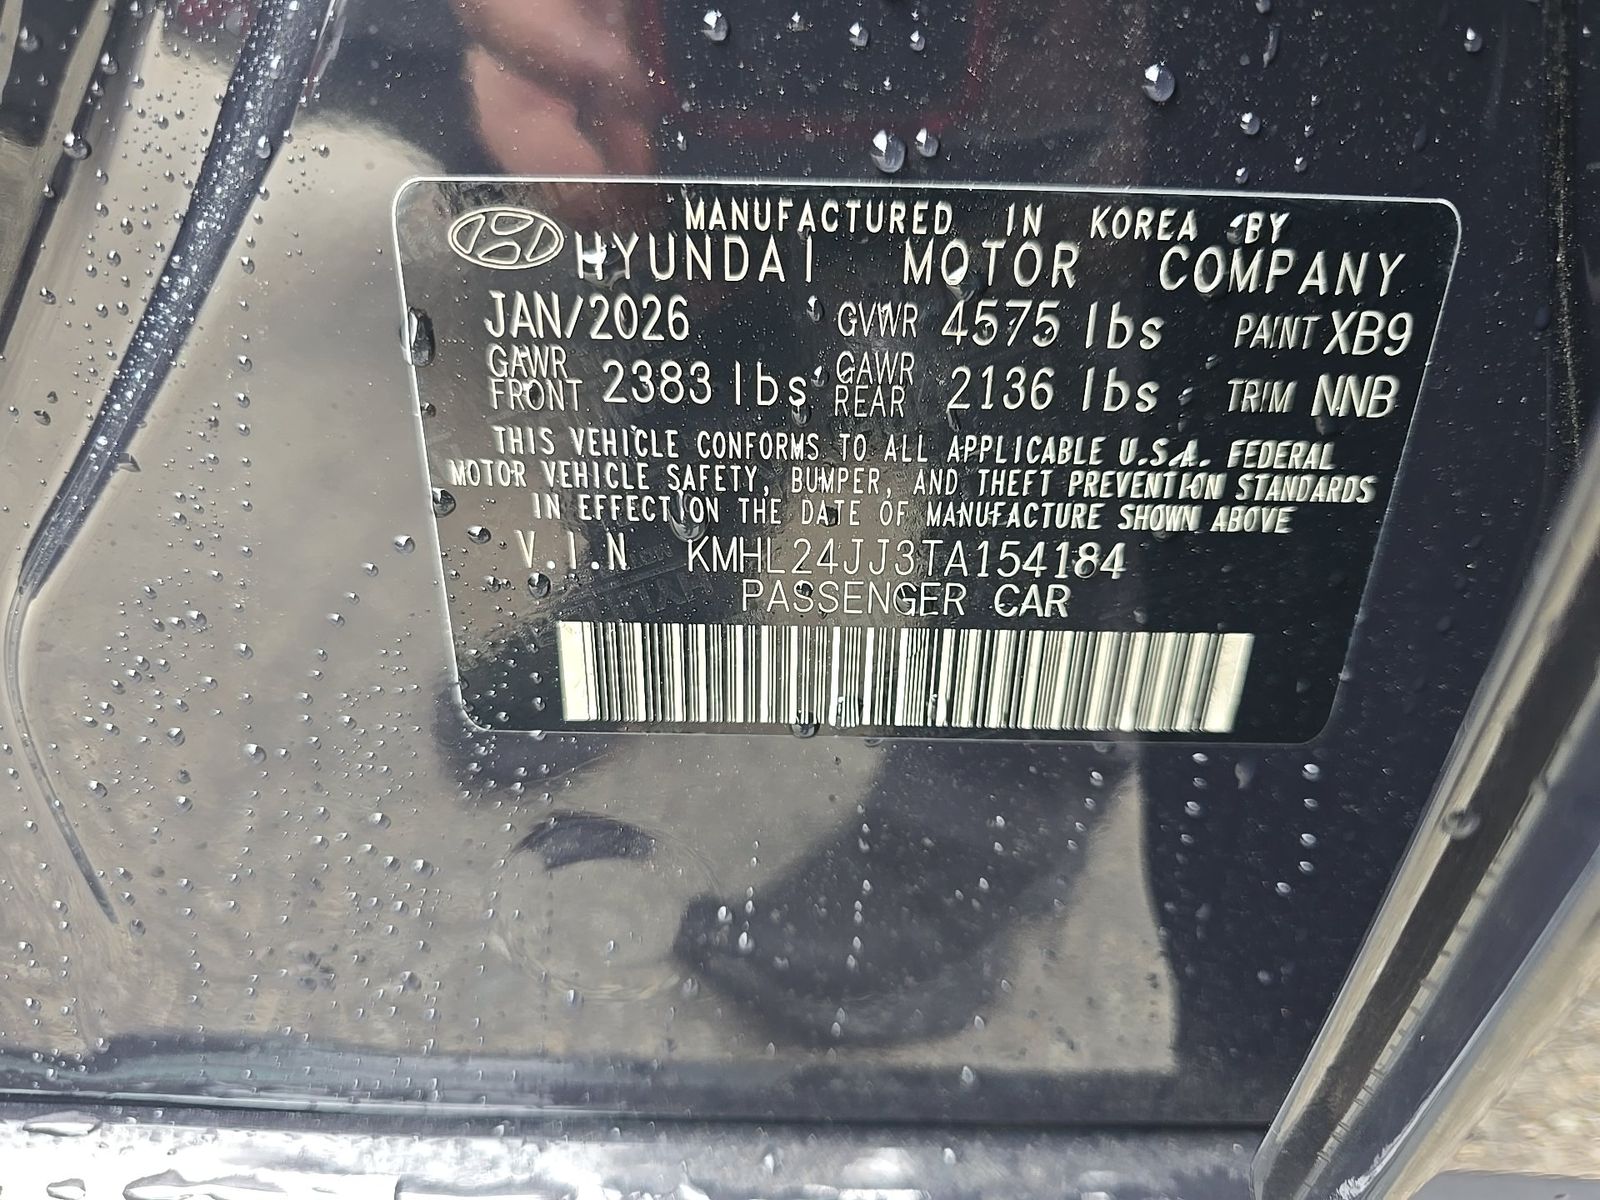 MANUFACTURED IN KOREA BY
HYUNDAI MOTOR COMPANY
JAN/2026 GVWR 4575 lbs PAINT XB9
GAWR FRONT 2383 lbs GAWR REAR 2136 lbs TRIM NNB
THIS VEHICLE CONFORMS TO ALL APPLICABLE U.S.A. FEDERAL
MOTOR VEHICLE SAFETY, BUMPER, AND THEFT PREVENTION STANDARDS
IN EFFECT ON THE DATE OF MANUFACTURE SHOWN ABOVE
V.I.N KMHL24JJ3TA154184
PASSENGER CAR